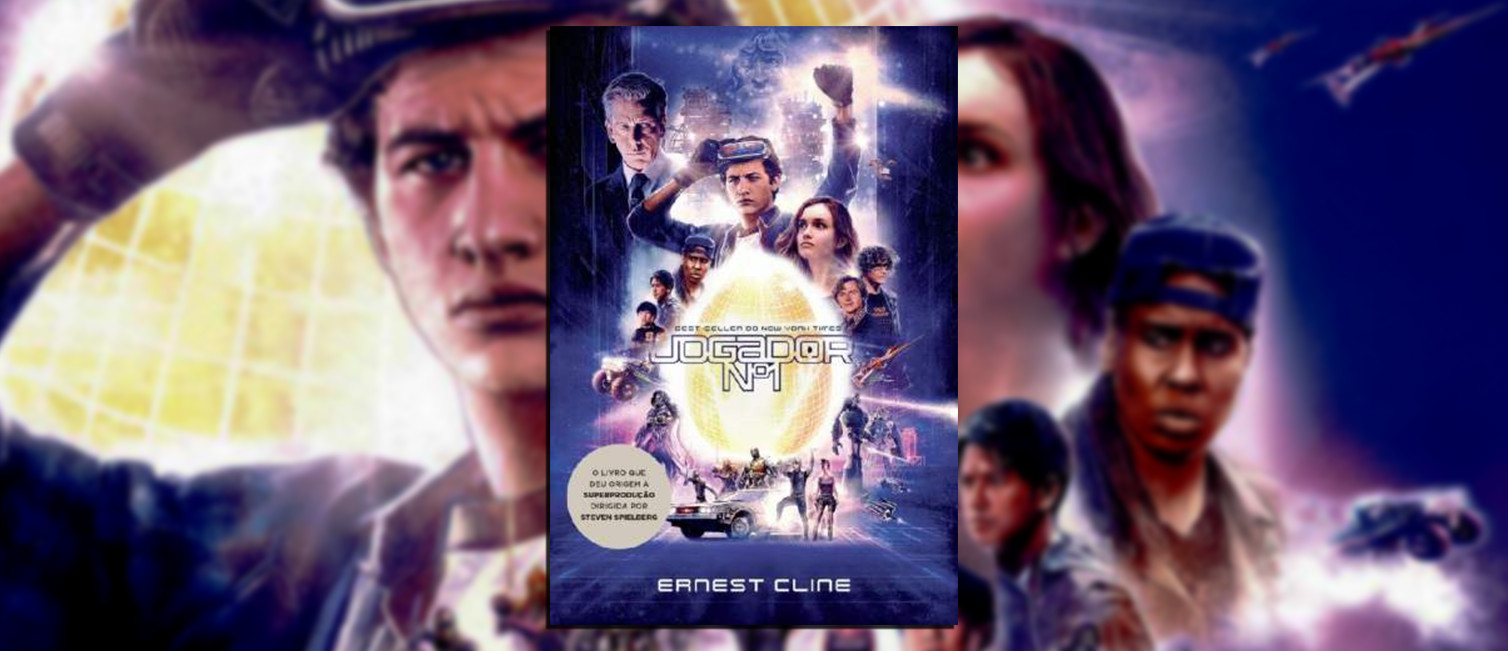 BEST-SELLER DO NEW YORK TIMES
JOGADOR
Nº1
O LIVRO QUE
DEU ORIGEM À
SUPERPRODUÇÃO
DIRIGIDA POR
STEVEN SPIELBERG
ERNEST CLINE